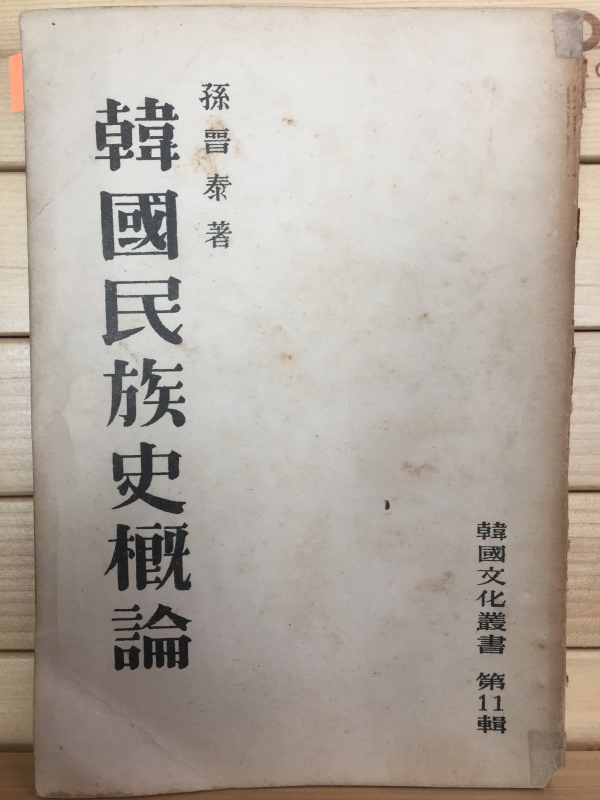 孫晋泰著
韓國民族史槪論
韓國文化叢書 第11輯